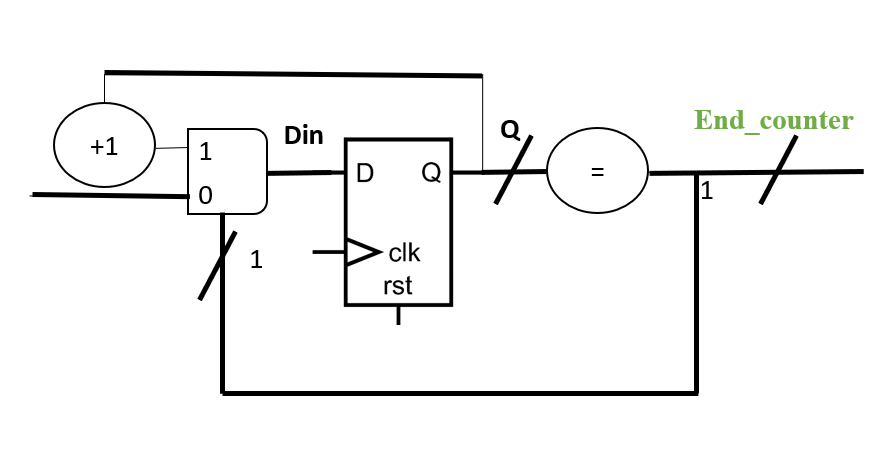 End_counter
Q
Din
+1
1
0
D
Q
=
1
1
clk
rst